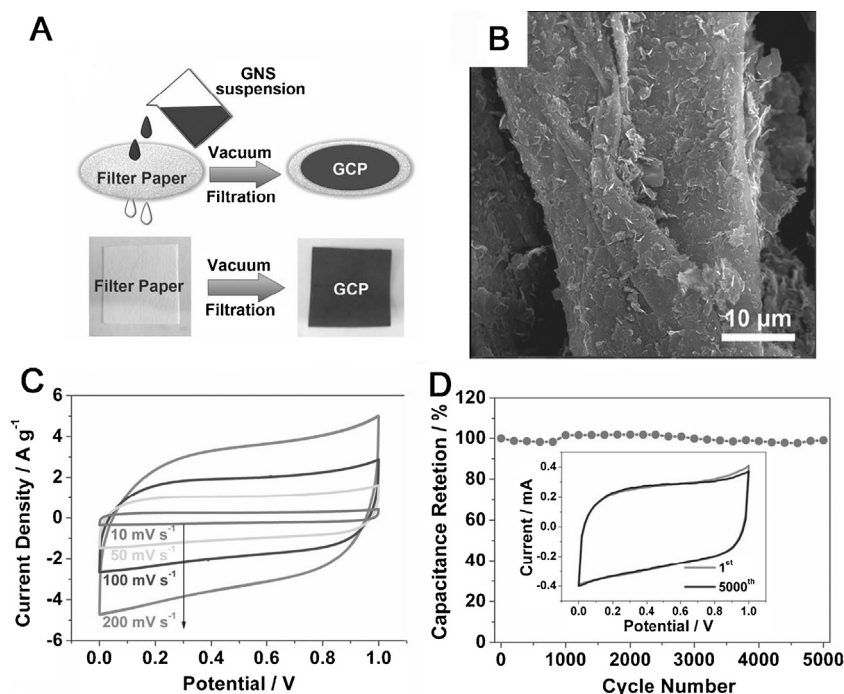 A
GNS
suspension
Filter Paper
Vacuum
Filtration
GCP
Filter Paper
Vacuum
Filtration
GCP
B
10 µm
C
Current Density / A g⁻¹
6
4
2
0
-2
-4
-6
10 mV s⁻¹
50 mV s⁻¹
100 mV s⁻¹
200 mV s⁻¹
0.0 0.2 0.4 0.6 0.8 1.0
Potential / V
D
Capacitance Retetion / %
120
100
80
60
40
20
0
Current / mA
0.4
0.0
-0.4
1ˢᵗ
5000ᵗʰ
0.0 0.2 0.4 0.6 0.8 1.0
Potential / V
0 1000 2000 3000 4000 5000
Cycle Number